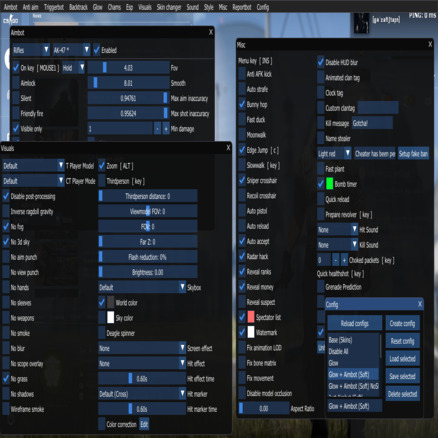 Aimbot Anti aim Triggerbot Backtrack Glow Chams Esp Visuals Skin changer Sound Style Misc Reportbot Config
PING: 0 ms
News
Aimbot X
Rifles AK-47 * Enabled
On key [ MOUSE1 ] Hold 4.03 Fov
Aimlock 8.01 Smooth
Silent 0.94761 Max aim inaccuracy
Friendly fire 0.95624 Max shot inaccuracy
Visible only 1 - + Min damage
Visuals X
Default T Player Model
Default CT Player Mode
Disable post-processing
Inverse ragdoll gravity
No fog
No 3d sky
No aim punch
No view punch
No hands
No sleeves
No weapons
No smoke
No blur
No scope overlay
No grass
No shadows
Wireframe smoke
Zoom [ ALT ]
Thirdperson [ key ]
Thirdperson distance: 0
Viewmodel FOV: 0
FOV: 0
Far Z: 0
Flash reduction: 0%
Brightness: 0.00
Default Skybox
World color
Sky color
Deagle spinner
None Screen effect
None Hit effect
0.60s Hit effect time
Default (Cross) Hit marker
0.60s Hit marker time
Color correction Edit
Misc X
Menu key [ INS ]
Anti AFK kick
Auto strafe
Bunny hop
Fast duck
Moonwalk
Edge Jump [ c ]
Slowwalk [ key ]
Sniper crosshair
Recoil crosshair
Auto pistol
Auto reload
Auto accept
Radar hack
Reveal ranks
Reveal money
Reveal suspect
Spectator list
Watermark
Fix animation LOD
Fix bone matrix
Fix movement
Disable model occlusion
0.00 Aspect Ratio
Disable HUD blur
Animated clan tag
Clock tag
Custom clantag
Kill message Gotcha!
Name stealer
Light red Cheater has been pe Setup fake ban
Fast plant
Bomb timer
Quick reload
Prepare revolver [ key ]
None Hit Sound
None Kill Sound
0 - + Choked packets [ key ]
Quick healthshot [ key ]
Grenade Prediction
Config X
Reload configs
Base (Skins)
Disable All
Glow
Glow + Aimbot (Soft)
Glow + Aimbot (Soft) NoS
Glow + Aimbot (Soft)
Create config
Reset config
Load selected
Save selected
Delete selected